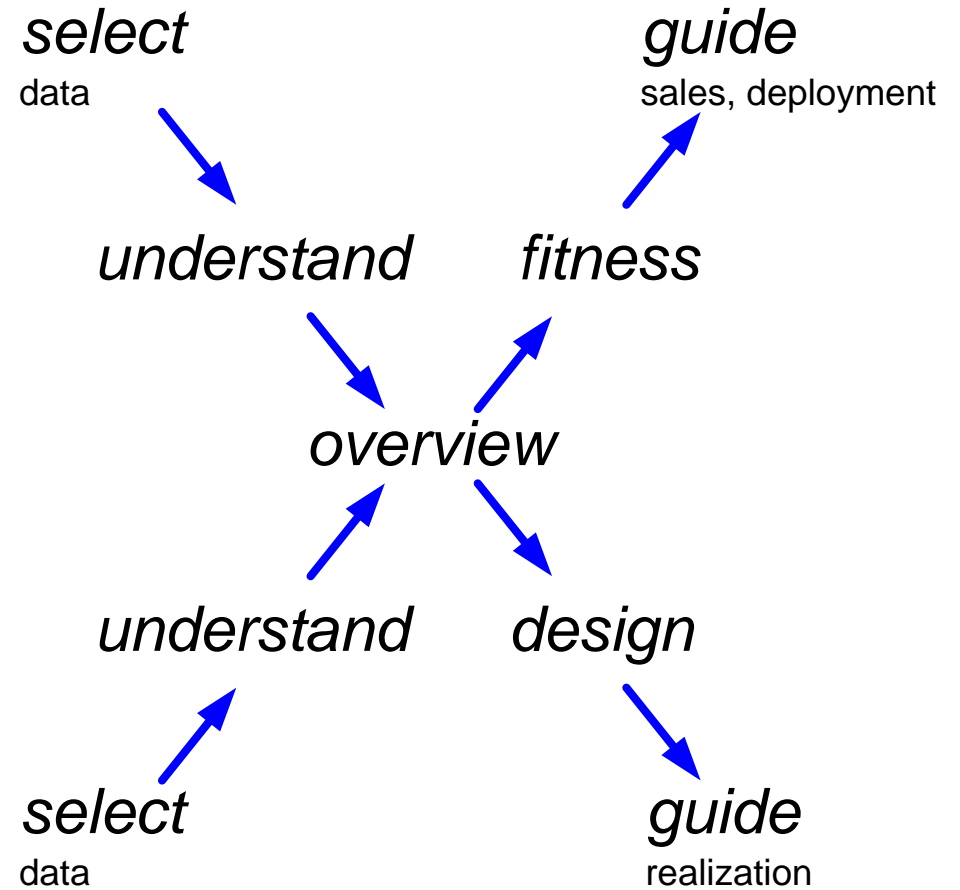 select
data
guide
sales, deployment
understand
fitness
overview
understand
design
select
data
guide
realization